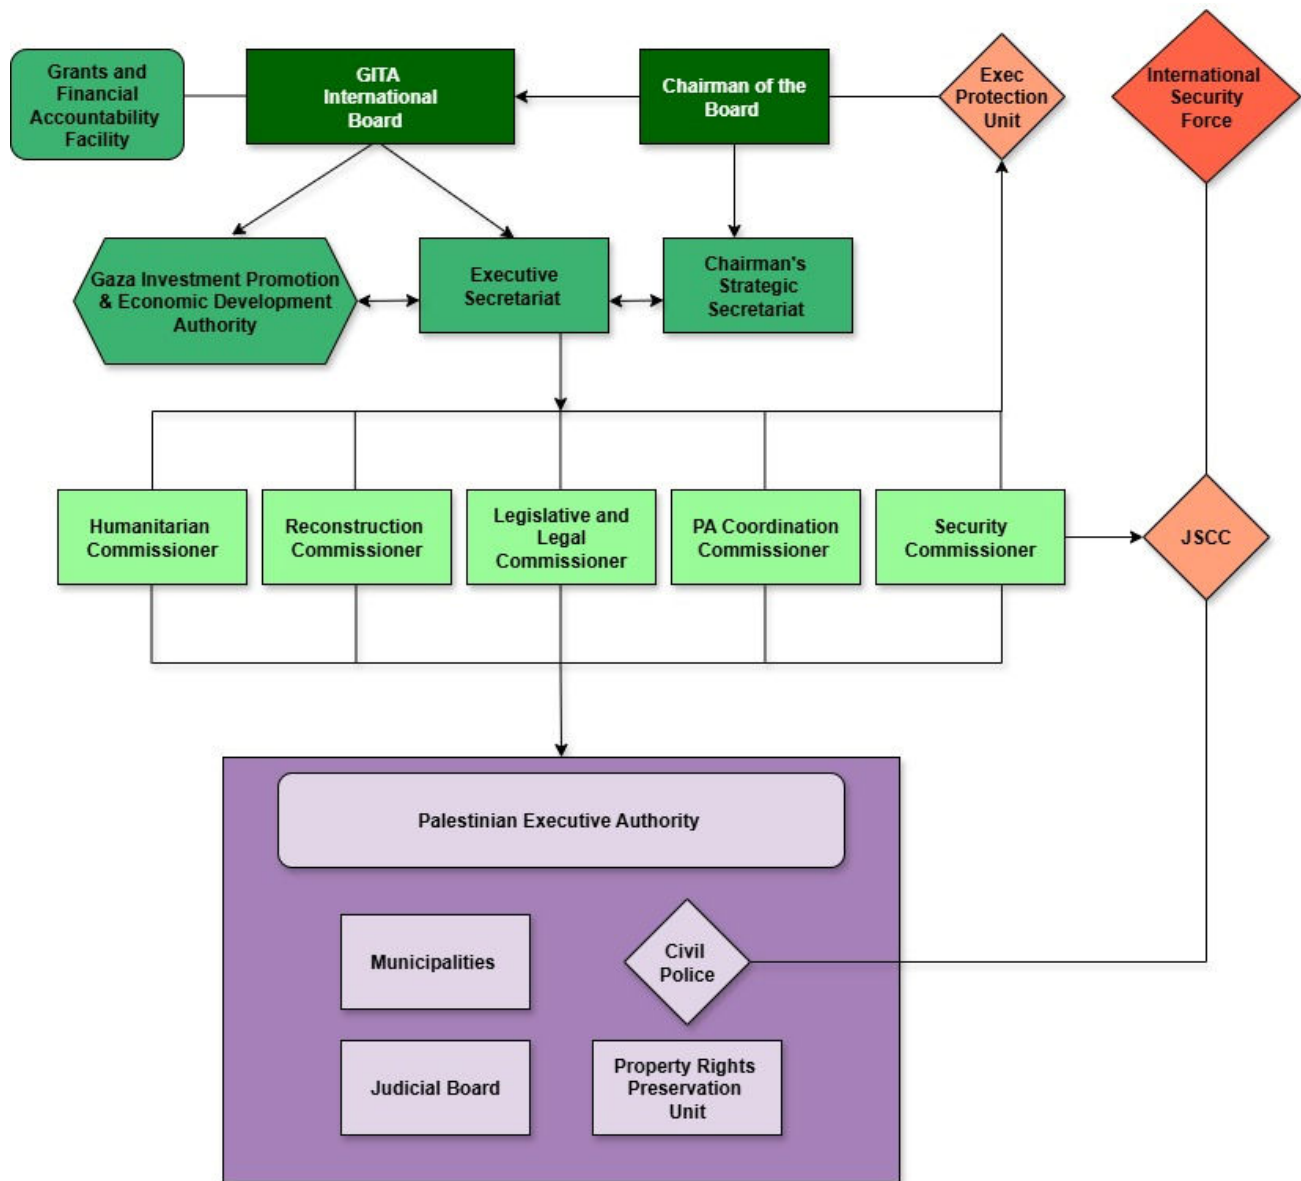 Grants and
Financial
Accountability
Facility
GITA
International
Board
Chairman of the
Board
Exec
Protection
Unit
International
Security
Force
Gaza Investment Promotion
& Economic Development
Authority
Executive
Secretariat
Chairman's
Strategic
Secretariat
Humanitarian
Commissioner
Reconstruction
Commissioner
Legislative and
Legal
Commissioner
PA Coordination
Commissioner
Security
Commissioner
JSCC
Palestinian Executive Authority
Municipalities
Civil
Police
Judicial Board
Property Rights
Preservation
Unit